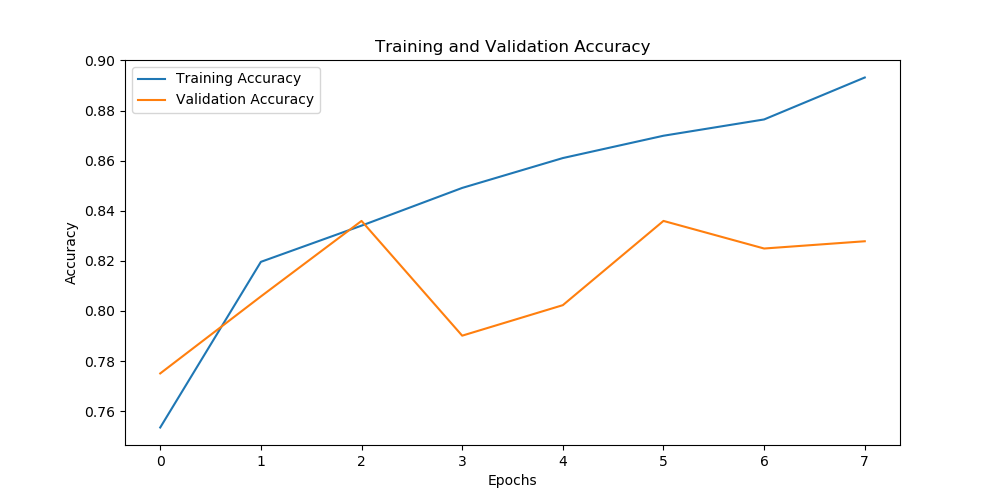 Training and Validation Accuracy
Training Accuracy
Validation Accuracy
0.90
0.88
0.86
0.84
0.82
0.80
0.78
0.76
Accuracy
0 1 2 3 4 5 6 7
Epochs